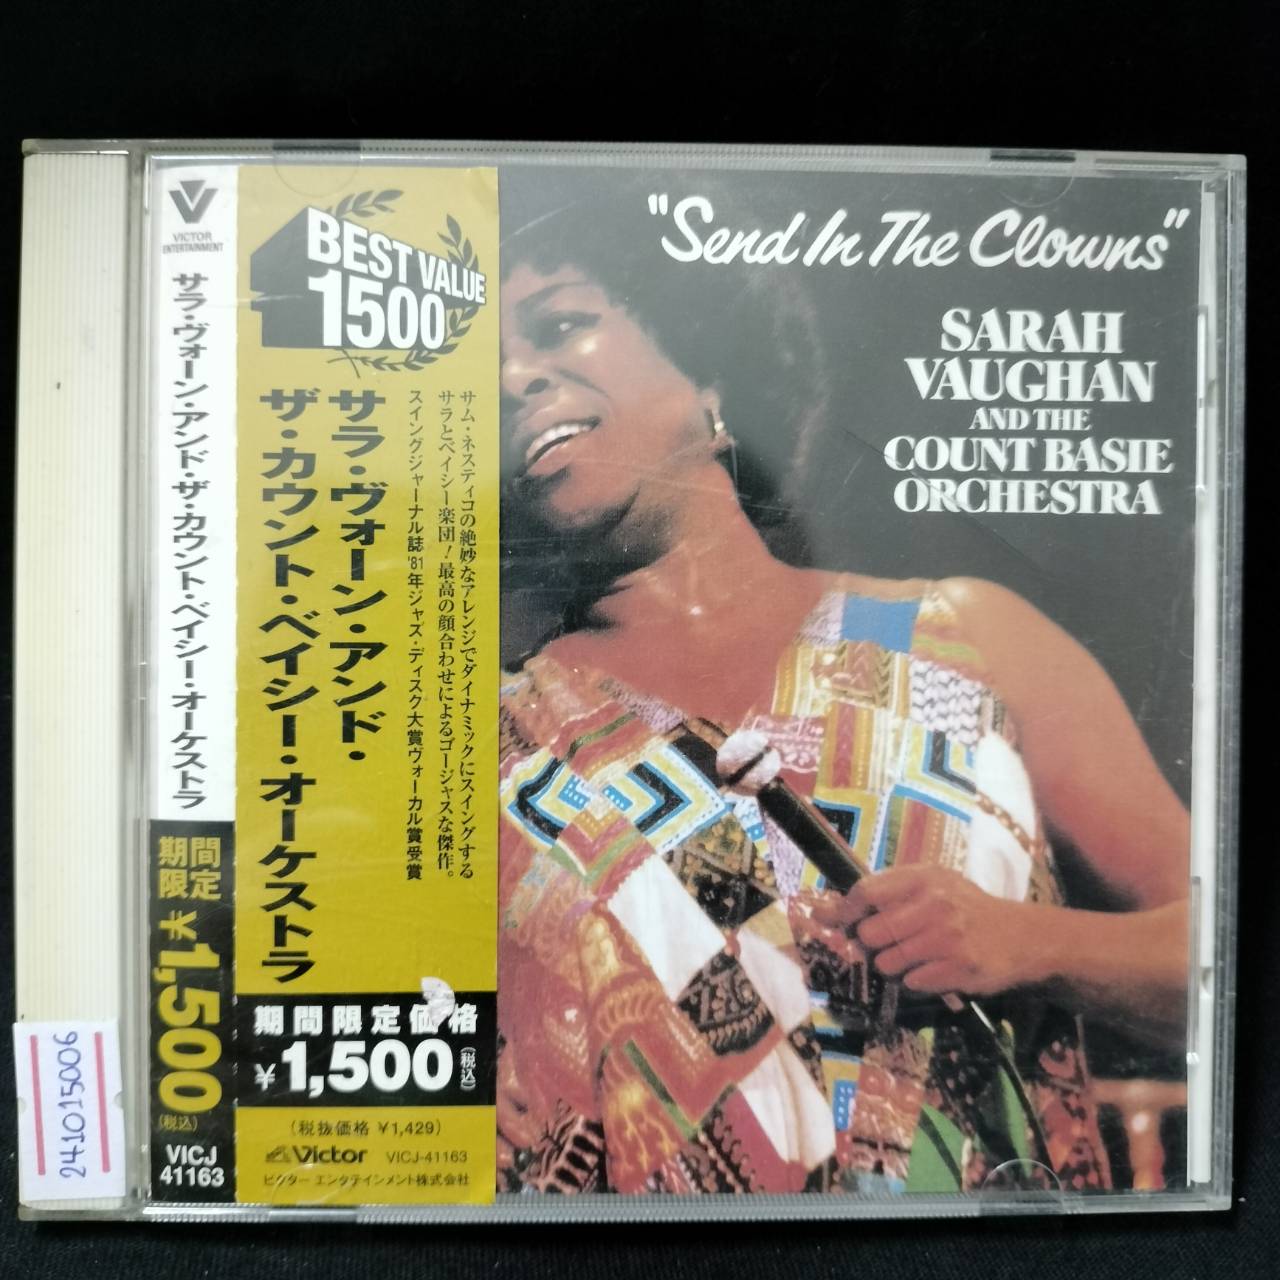 VICTOR
ENTERTAINMENT
サラ・ヴォーン・アンド・ザ・カウント・ベイシー・オーケストラ
期間
限定
¥1,500
(税込)
VICJ
41163
24101 5006
BEST VALUE
1500
サム・ネスティコの絶妙なアレンジでダイナミックにスイングする
サラとベイシー楽団!最高の顔合わせによるゴージャスな傑作。
スイングジャーナル誌'81年ジャズ・ディスク大賞ヴォーカル賞受賞
サラ・ヴォーン・アンド・
ザ・カウント・ベイシー・オーケストラ
期間限定価格
¥1,500(税込)
(税抜価格 ¥1,429)
Victor VICJ-41163
ビクター エンタテインメント株式会社
"Send In The Clowns"
SARAH
VAUGHAN
AND THE
COUNT BASIE
ORCHESTRA